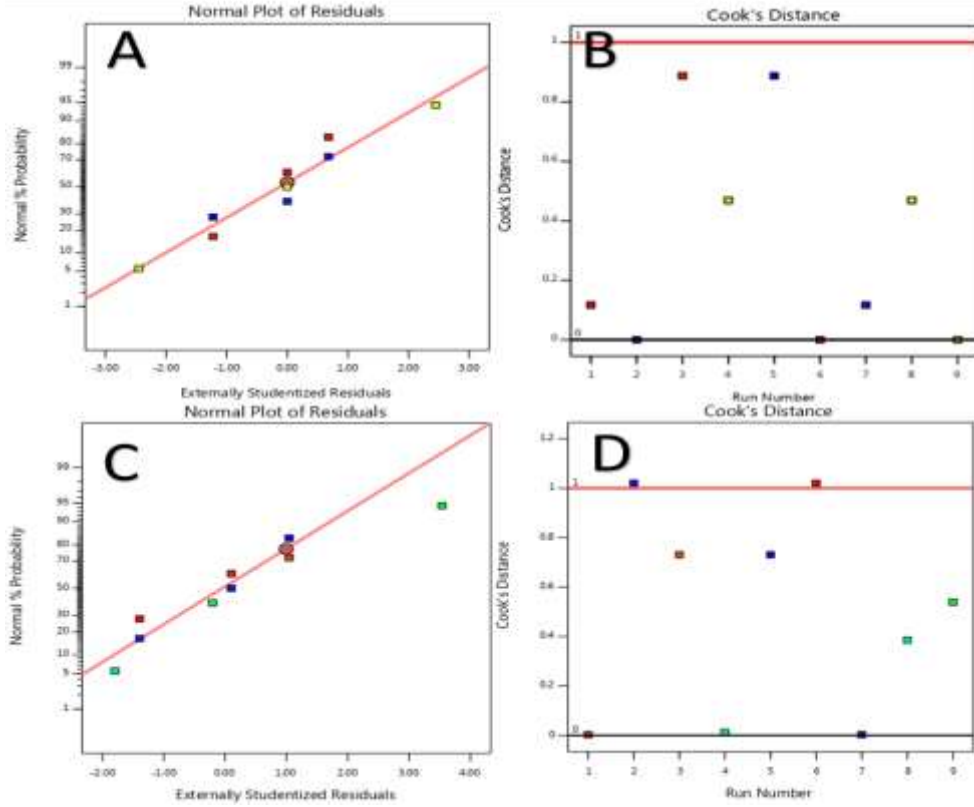 Normal Plot of Residuals
A
Normal % Probability
99
95
90
80
70
50
30
20
10
5
1
-3.00 -2.00 -1.00 0.00 1.00 2.00 3.00
Externally Studentized Residuals
Cook's Distance
B
Cook's Distance
1
1
0.8
0.6
0.4
0.2
0
0
1 2 3 4 5 6 7 8 9
Run Number
Normal Plot of Residuals
C
Normal % Probability
99
95
90
80
70
50
30
20
10
5
1
-2.00 -1.00 0.00 1.00 2.00 3.00 4.00
Externally Studentized Residuals
Cook's Distance
D
Cook's Distance
1.2
1
1
0.8
0.6
0.4
0.2
0
0
1 2 3 4 5 6 7 8 9
Run Number